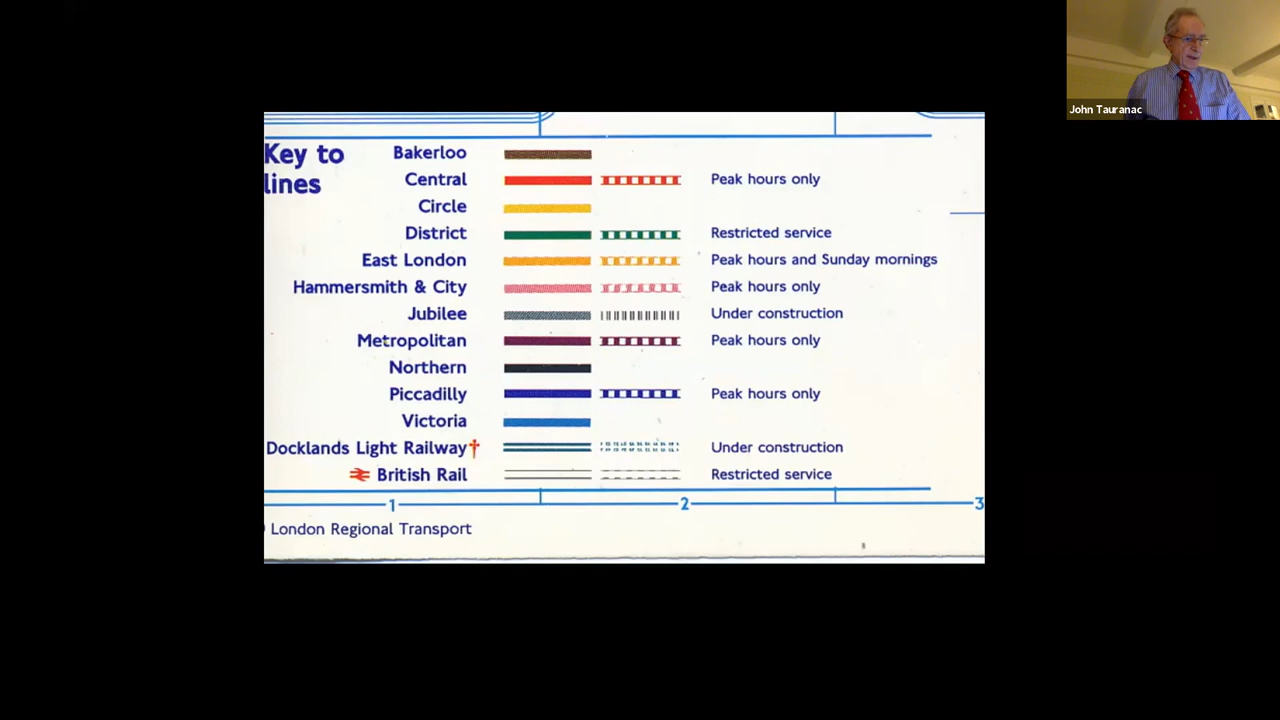 John Tauranac
Key to
lines
Bakerloo
Central Peak hours only
Circle
District Restricted service
East London Peak hours and Sunday mornings
Hammersmith & City Peak hours only
Jubilee Under construction
Metropolitan Peak hours only
Northern
Piccadilly Peak hours only
Victoria
Docklands Light Railway† Under construction
British Rail Restricted service
1 2 3
London Regional Transport